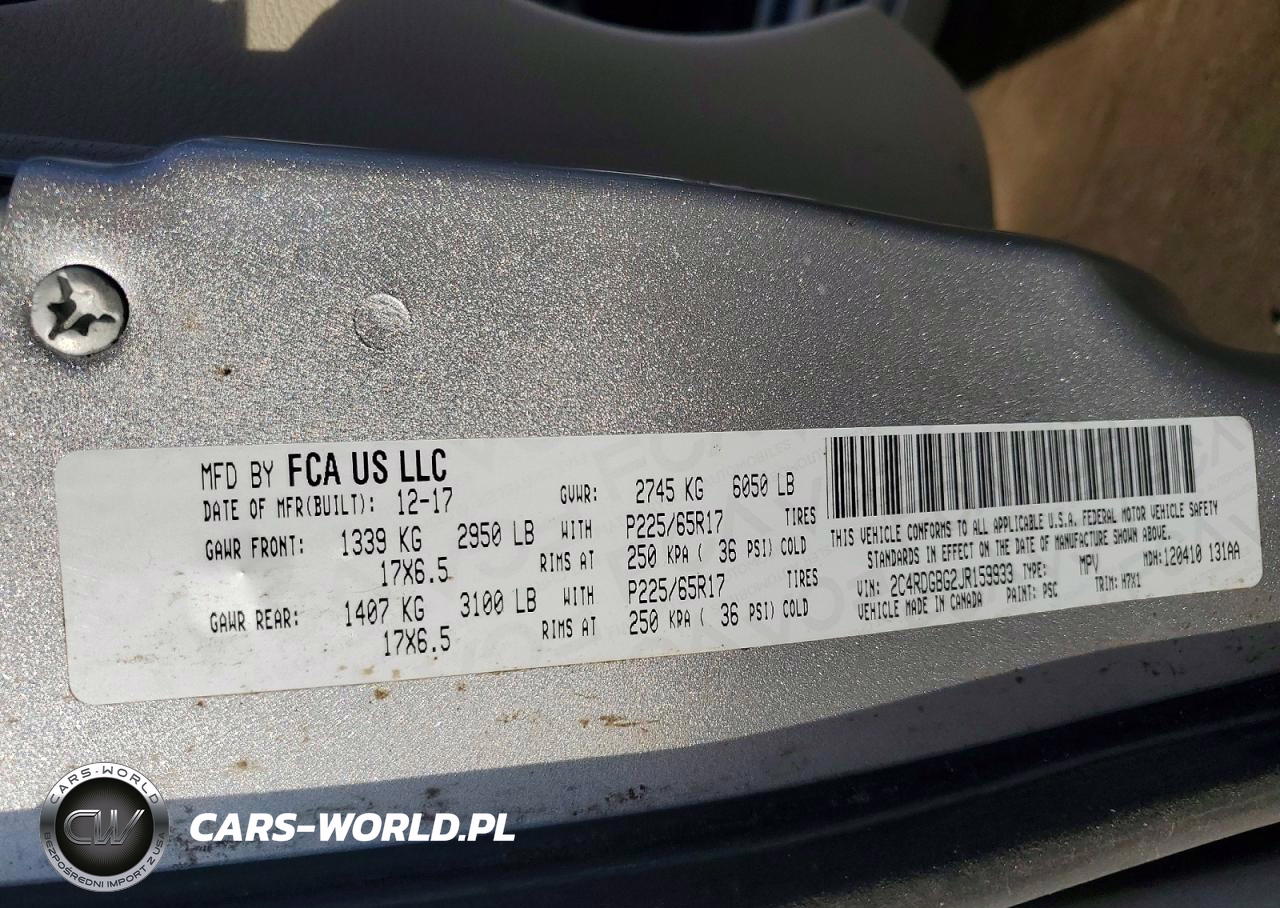 MFD BY FCA US LLC
DATE OF MFR(BUILT): 12-17 GVWR: 2745 KG 6050 LB
GAWR FRONT: 1339 KG 2950 LB WITH P225/65R17 TIRES
17X6.5 RIMS AT 250 KPA ( 36 PSI) COLD
GAWR REAR: 1407 KG 3100 LB WITH P225/65R17 TIRES
17X6.5 RIMS AT 250 KPA ( 36 PSI) COLD
THIS VEHICLE CONFORMS TO ALL APPLICABLE U.S.A. FEDERAL MOTOR VEHICLE SAFETY
STANDARDS IN EFFECT ON THE DATE OF MANUFACTURE SHOWN ABOVE.
VIN: 2C4RDGBG2JR159933 TYPE: MPV MDH:120410 131AA
VEHICLE MADE IN CANADA PAINT: PSC TRIM: H7X1
CARS-WORLD
CW
BEZPOŚREDNI IMPORT Z USA
CARS-WORLD.PL